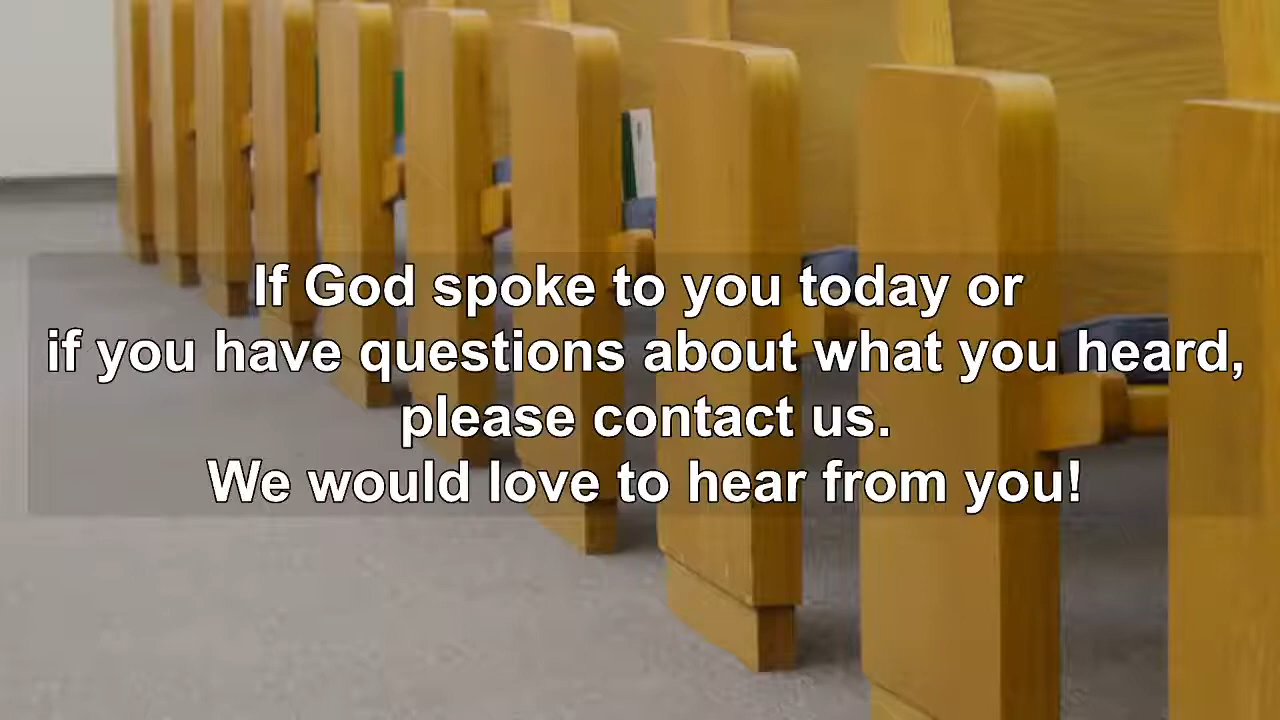 If God spoke to you today or
if you have questions about what you heard,
please contact us.
We would love to hear from you!